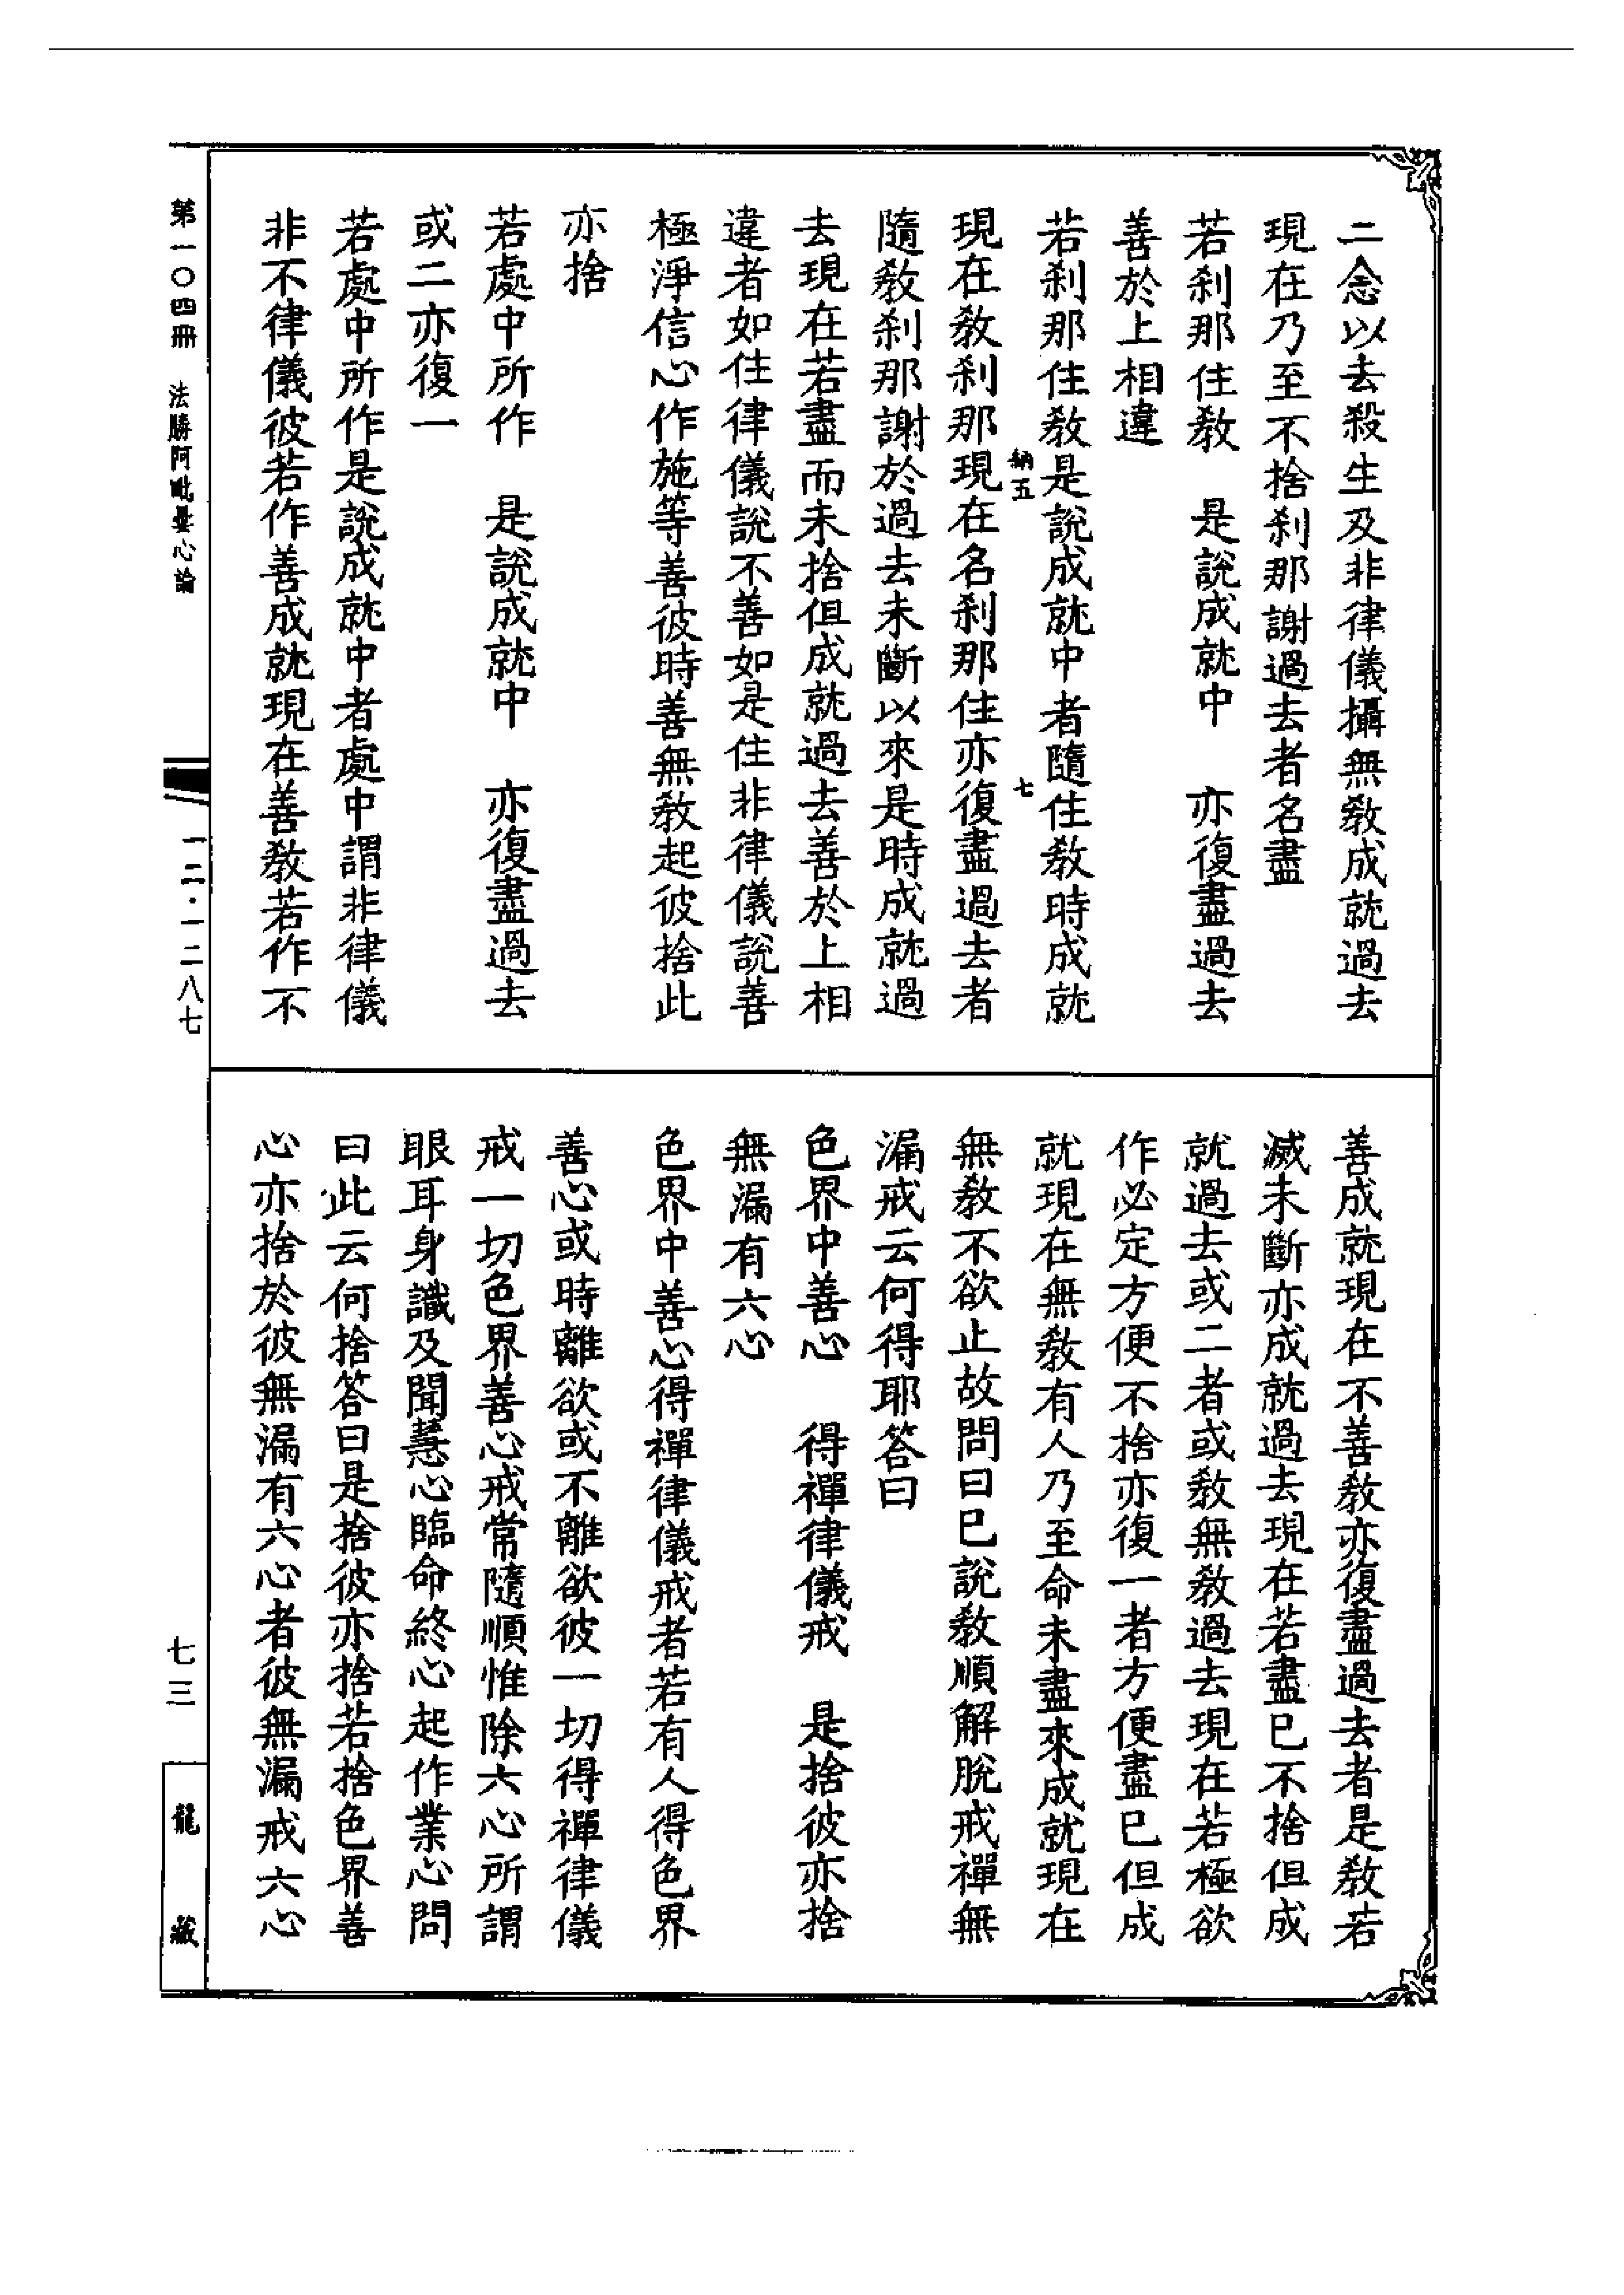 二念以去殺生及非律儀攝無教成就過去
現在乃至不捨刹那謝過去者名盡
若刹那住教　是說成就中　亦復盡過去
善於上相違
納五　七
若刹那住教是說成就中者隨住教時成就
現在教刹那現在名刹那住亦復盡過去者
隨教刹那謝於過去未斷以來是時成就過
去現在若盡而未捨但成就過去善於上相
違者如住律儀說不善如是住非律儀說善
極淨信心作施等善彼時善無教起彼捨此
亦捨
若處中所作　是說成就中　亦復盡過去
或二亦復一
若處中所作是說成就中者處中謂非律儀
非不律儀彼若作善成就現在善教若作不
善成就現在不善教亦復盡過去者是教若
滅未斷亦成就過去現在若盡已不捨但成
就過去或二者或教無教過去現在若極欲
作必定方便不捨亦復一者方便盡已但成
就現在無教有人乃至命未盡來成就現在
無教不欲止故問曰已說教順解脫戒禪無
漏戒云何得耶答曰
色界中善心　得禪律儀戒　是捨彼亦捨
無漏有六心
色界中善心得禪律儀戒者若有人得色界
善心或時離欲或不離欲彼一切得禪律儀
戒一切色界善心戒常隨順惟除六心所謂
眼耳身識及聞慧心臨命終心起作業心問
曰此云何捨答曰是捨彼亦捨若捨色界善
心亦捨於彼無漏有六心者彼無漏戒六心
第一〇四冊　法勝阿毗曇心論
一二·一二八七
七三
龍藏